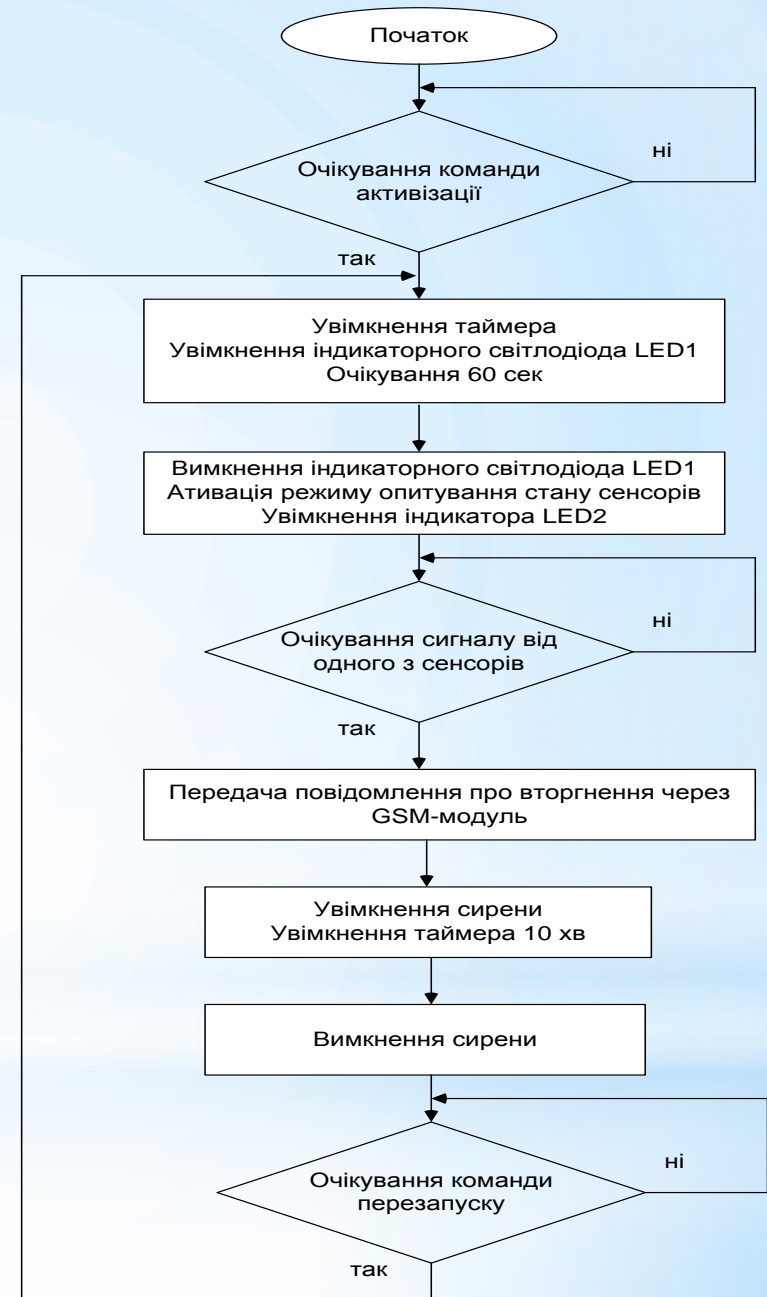 Початок
ні
Очікування команди
активізації
так
Увімкнення таймера
Увімкнення індикаторного світлодіода LED1
Очікування 60 сек
Вимкнення індикаторного світлодіода LED1
Ативація режиму опитування стану сенсорів
Увімкнення індикатора LED2
ні
Очікування сигналу від
одного з сенсорів
так
Передача повідомлення про вторгнення через
GSM-модуль
Увімкнення сирени
Увімкнення таймера 10 хв
Вимкнення сирени
ні
Очікування команди
перезапуску
так